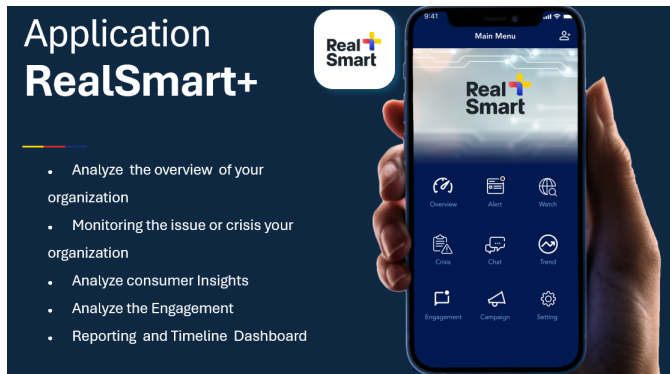 Application
RealSmart+
• Analyze the overview of your
organization
• Monitoring the issue or crisis your
organization
• Analyze consumer Insights
• Analyze the Engagement
• Reporting and Timeline Dashboard
Real
Smart
9:41
Main Menu
Real
Smart
Overview Alert Watch
Crisis Chat Trend
Engagement Campaign Setting